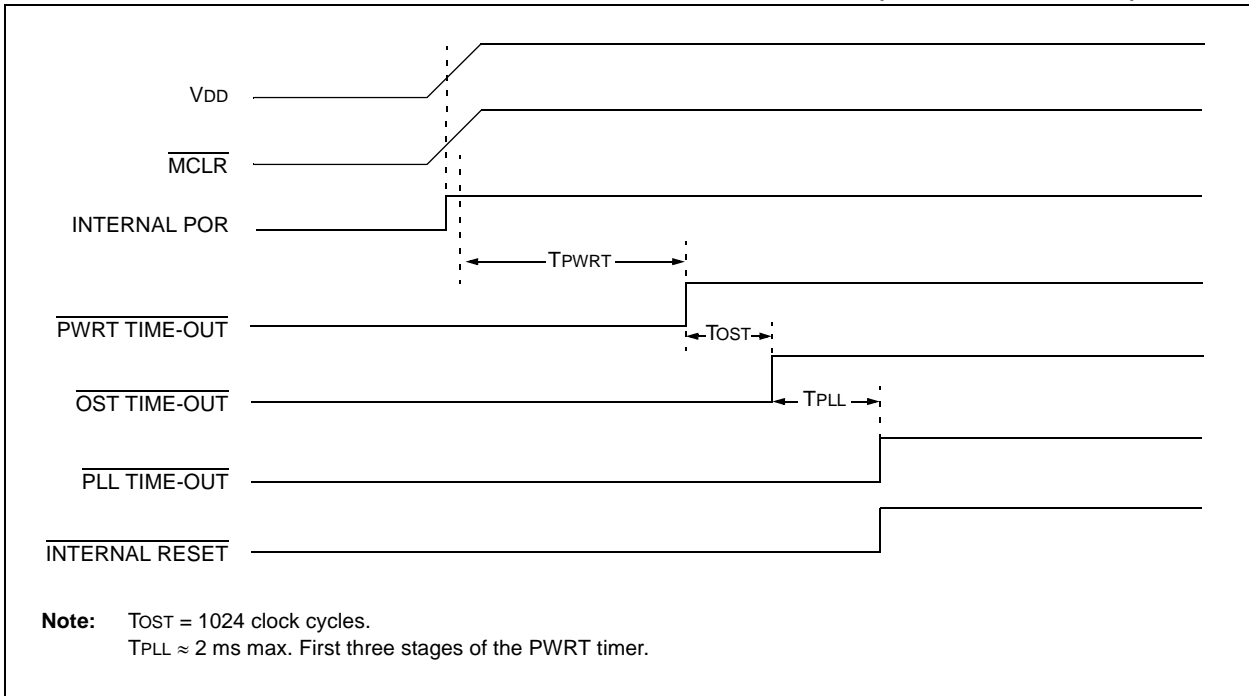 VDD
MCLR
INTERNAL POR
TPWRT
PWRT TIME-OUT
TOST
OST TIME-OUT
TPLL
PLL TIME-OUT
INTERNAL RESET
Note: TOST = 1024 clock cycles.
TPLL ≈ 2 ms max. First three stages of the PWRT timer.